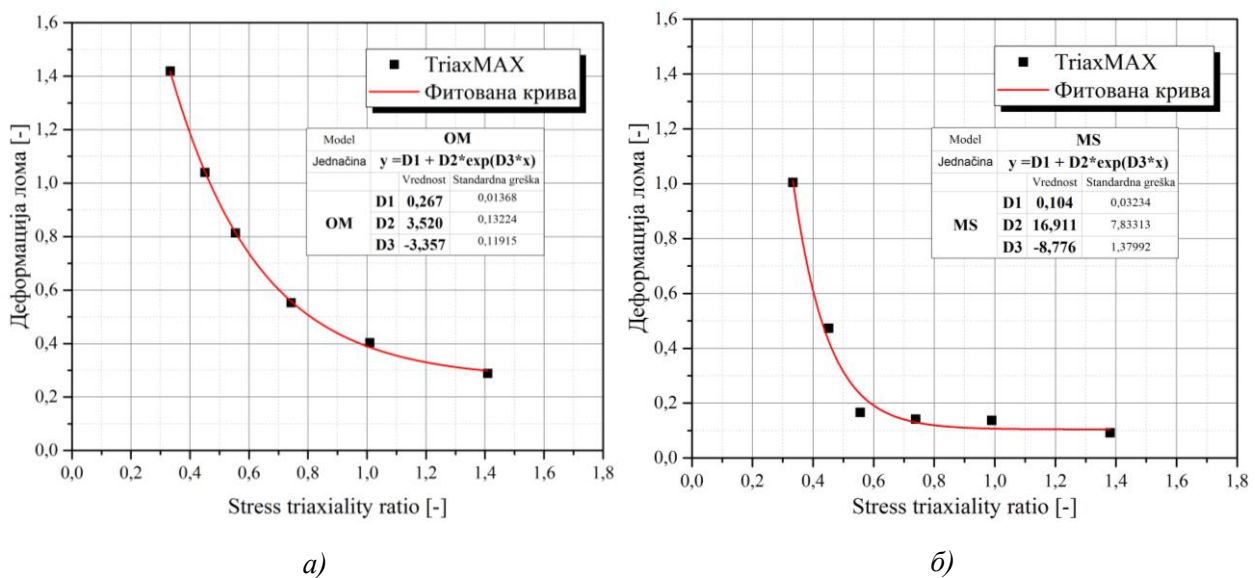 1,6
1,4
1,2
1,0
0,8
0,6
0,4
0,2
0,0
Деформација лома [-]
TriaxMAX
Фитована крива
Model OM
Jednačina y =D1 + D2*exp(D3*x)
Vrednost Standardna greška
OM
D1 0,267 0,01368
D2 3,520 0,13224
D3 -3,357 0,11915
0,0 0,2 0,4 0,6 0,8 1,0 1,2 1,4 1,6 1,8
Stress triaxiality ratio [-]
а)
1,6
1,4
1,2
1,0
0,8
0,6
0,4
0,2
0,0
Деформација лома [-]
TriaxMAX
Фитована крива
Model MS
Jednačina y =D1 + D2*exp(D3*x)
Vrednost Standardna greška
MS
D1 0,104 0,03234
D2 16,911 7,83313
D3 -8,776 1,37992
0,0 0,2 0,4 0,6 0,8 1,0 1,2 1,4 1,6 1,8
Stress triaxiality ratio [-]
б)